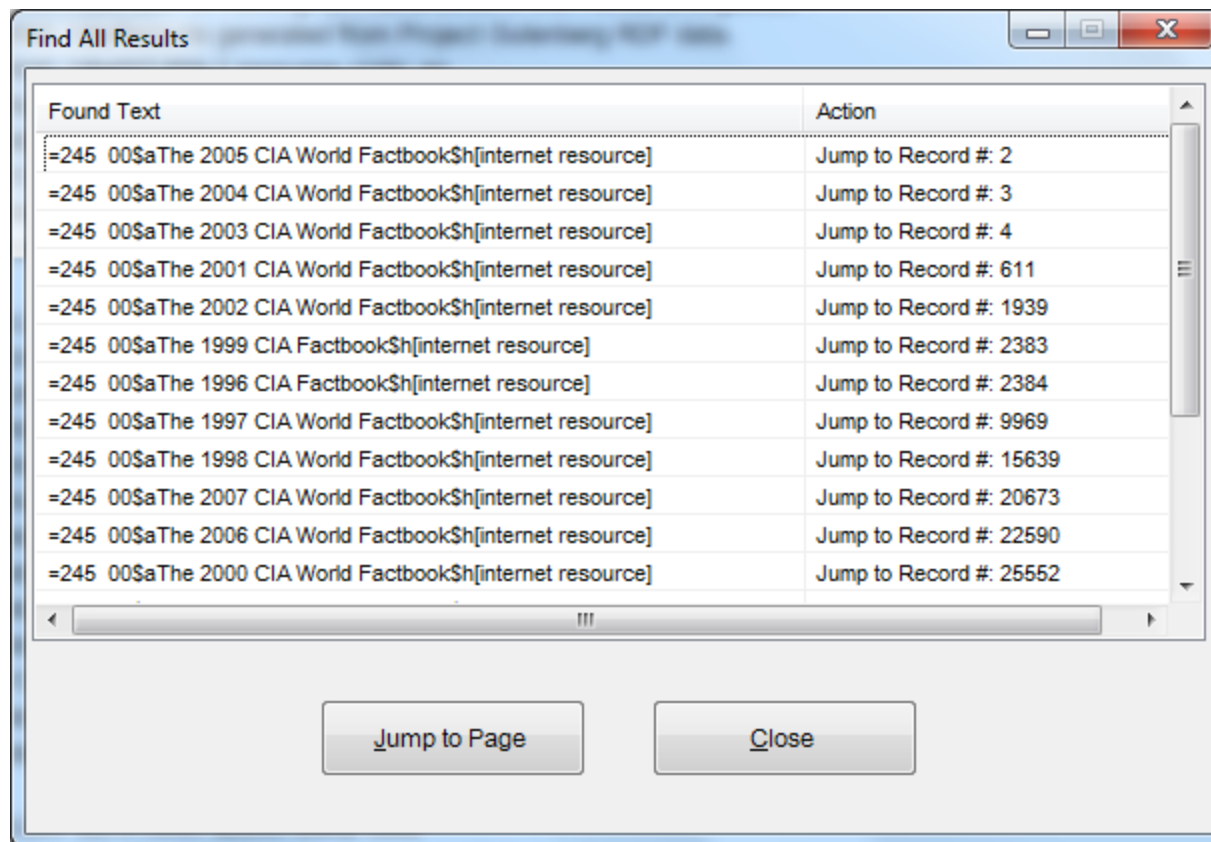 generated from Project Gutenberg RDF data.
Find All Results
Found Text Action
=245  00$aThe 2005 CIA World Factbook$h[internet resource] Jump to Record #: 2
=245  00$aThe 2004 CIA World Factbook$h[internet resource] Jump to Record #: 3
=245  00$aThe 2003 CIA World Factbook$h[internet resource] Jump to Record #: 4
=245  00$aThe 2001 CIA World Factbook$h[internet resource] Jump to Record #: 611
=245  00$aThe 2002 CIA World Factbook$h[internet resource] Jump to Record #: 1939
=245  00$aThe 1999 CIA Factbook$h[internet resource] Jump to Record #: 2383
=245  00$aThe 1996 CIA Factbook$h[internet resource] Jump to Record #: 2384
=245  00$aThe 1997 CIA World Factbook$h[internet resource] Jump to Record #: 9969
=245  00$aThe 1998 CIA World Factbook$h[internet resource] Jump to Record #: 15639
=245  00$aThe 2007 CIA World Factbook$h[internet resource] Jump to Record #: 20673
=245  00$aThe 2006 CIA World Factbook$h[internet resource] Jump to Record #: 22590
=245  00$aThe 2000 CIA World Factbook$h[internet resource] Jump to Record #: 25552
Jump to Page Close